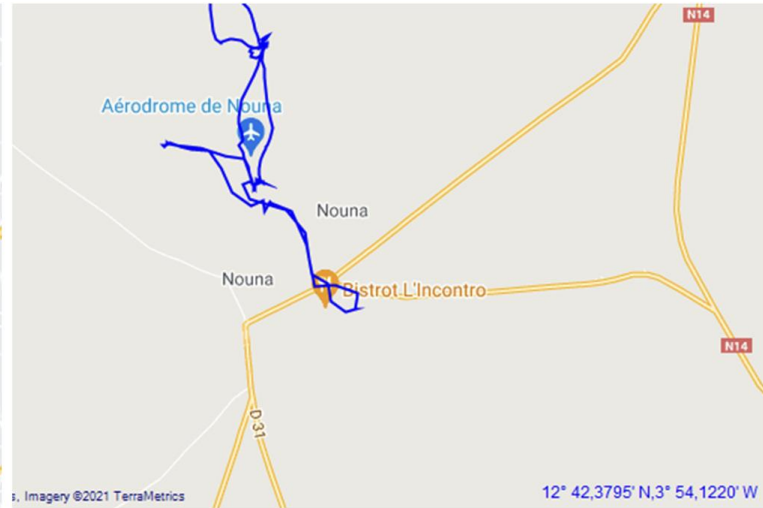 N14
Aérodrome de Nouna
Nouna
Nouna
Bistrot L'Incontro
N14
D 31
s, Imagery ©2021 TerraMetrics
12° 42,3795' N,3° 54,1220' W